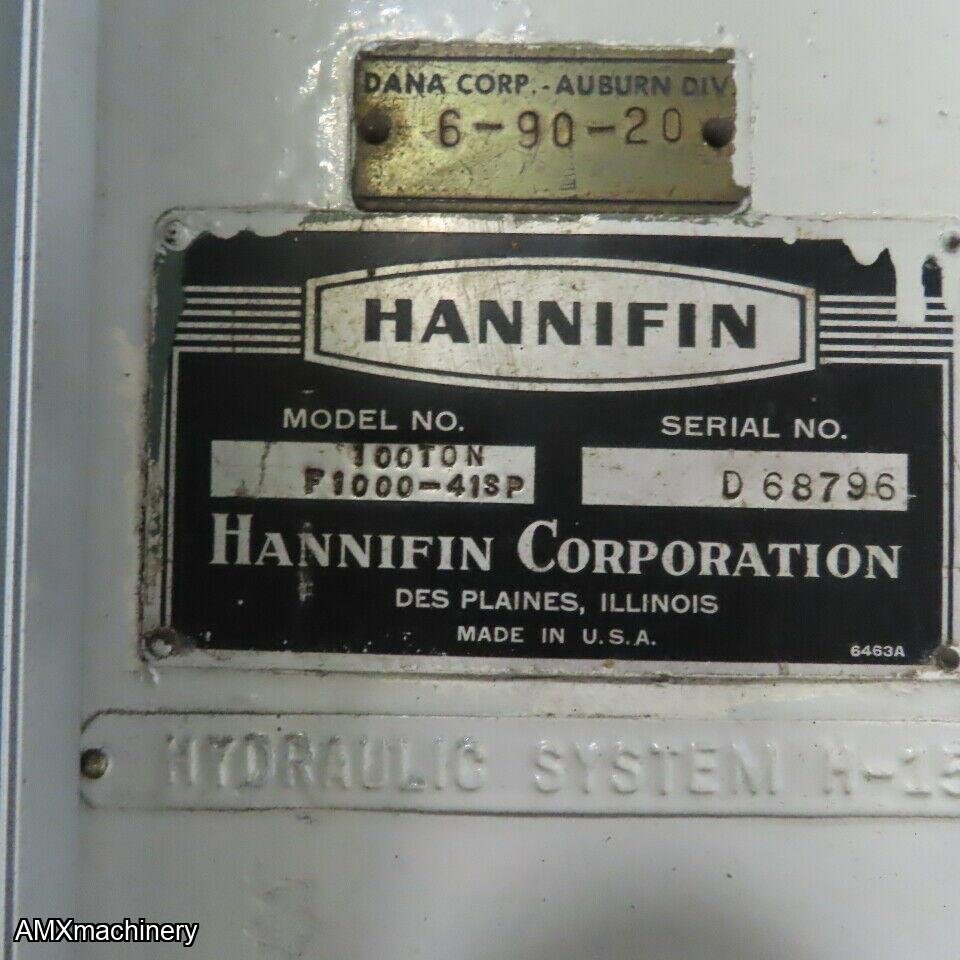 DANA CORP.- AUBURN DIV.
6-90-20
HANNIFIN
MODEL NO. SERIAL NO.
100TON
F1000-41SP D 68796
HANNIFIN CORPORATION
DES PLAINES, ILLINOIS
MADE IN U.S.A.
6463A
HYDRAULIC SYSTEM H-15
AMXmachinery